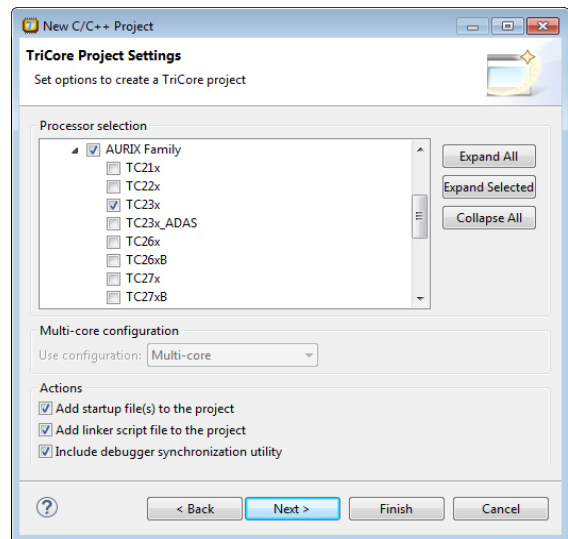 New C/C++ Project
TriCore Project Settings
Set options to create a TriCore project
Processor selection
AURIX Family
TC21x
TC22x
TC23x
TC23x_ADAS
TC26x
TC26xB
TC27x
TC27xB
Expand All
Expand Selected
Collapse All
Multi-core configuration
Use configuration: Multi-core
Actions
Add startup file(s) to the project
Add linker script file to the project
Include debugger synchronization utility
? < Back Next > Finish Cancel